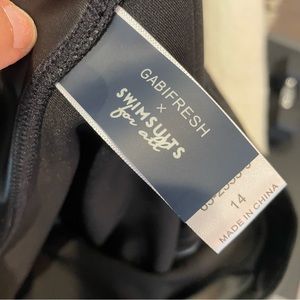 GABIFRESH
×
SWIMSUITS
for all
14
MADE IN CHINA